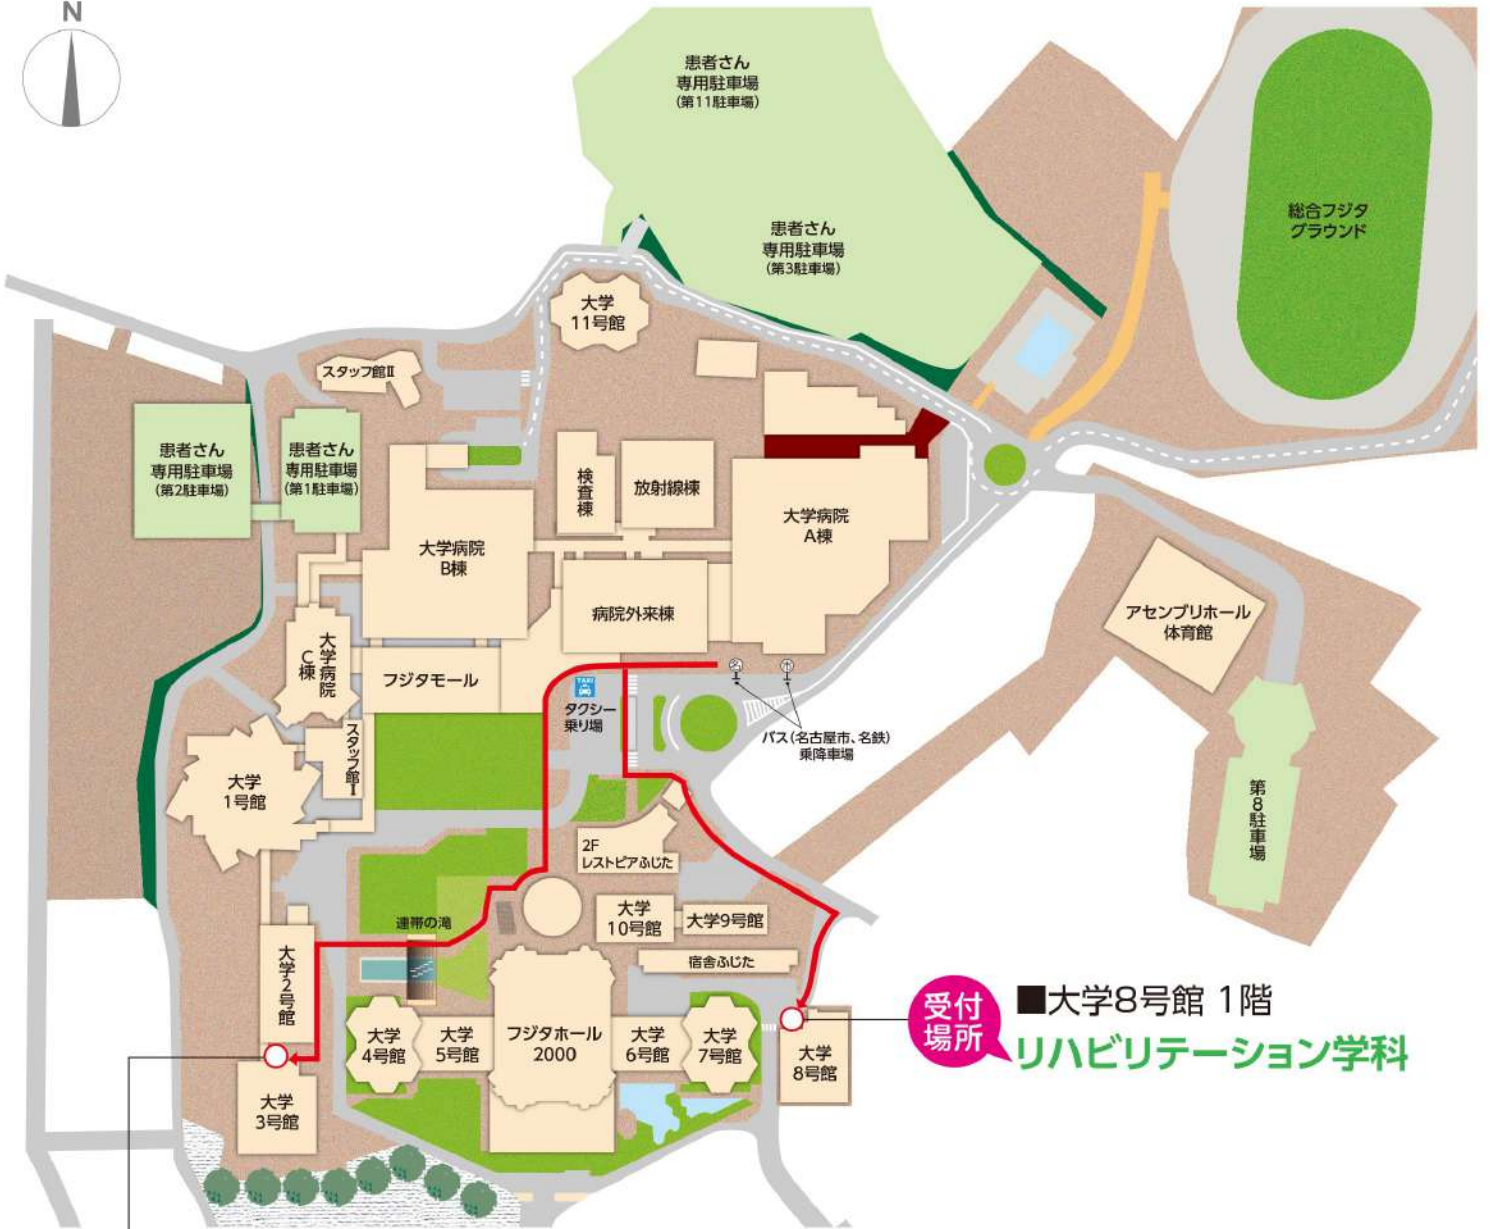 N
患者さん
専用駐車場
(第11駐車場)
患者さん
専用駐車場
(第3駐車場)
総合フジタ
グラウンド
大学
11号館
スタッフ館Ⅱ
患者さん
専用駐車場
(第2駐車場)
患者さん
専用駐車場
(第1駐車場)
検査棟
放射線棟
大学病院
A棟
大学病院
B棟
病院外来棟
アセンブリホール
体育館
大学病院
C棟
フジタモール
名
市
TAXI
タクシー
乗り場
バス(名古屋市、名鉄)
乗降車場
スタッフ館Ⅰ
大学
1号館
第8駐車場
2F
レストピアふじた
連帯の滝
大学
10号館
大学9号館
宿舎ふじた
大学2号館
大学
4号館
大学
5号館
フジタホール
2000
大学
6号館
大学
7号館
大学
8号館
受付
場所
■大学8号館 1階
リハビリテーション学科
大学
3号館